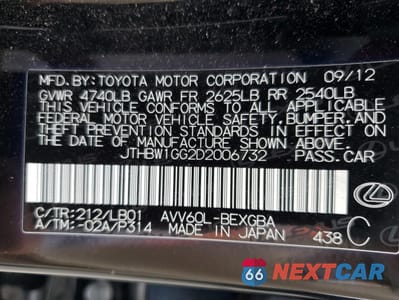 MFD.BY:TOYOTA MOTOR CORPORATION 09/12
GVWR 4740LB GAWR FR 2625LB RR 2540LB
THIS VEHICLE CONFORMS TO ALL APPLICABLE
FEDERAL MOTOR VEHICLE SAFETY, BUMPER, AND
THEFT PREVENTION STANDARDS IN EFFECT ON
THE DATE OF MANUFACTURE SHOWN ABOVE.
JTHBW1GG2D2006732 PASS.CAR
C/TR:212/LB01 AVV60L-BEXGBA
A/TM:-02A/P314 MADE IN JAPAN 438 C
66 NEXTCAR